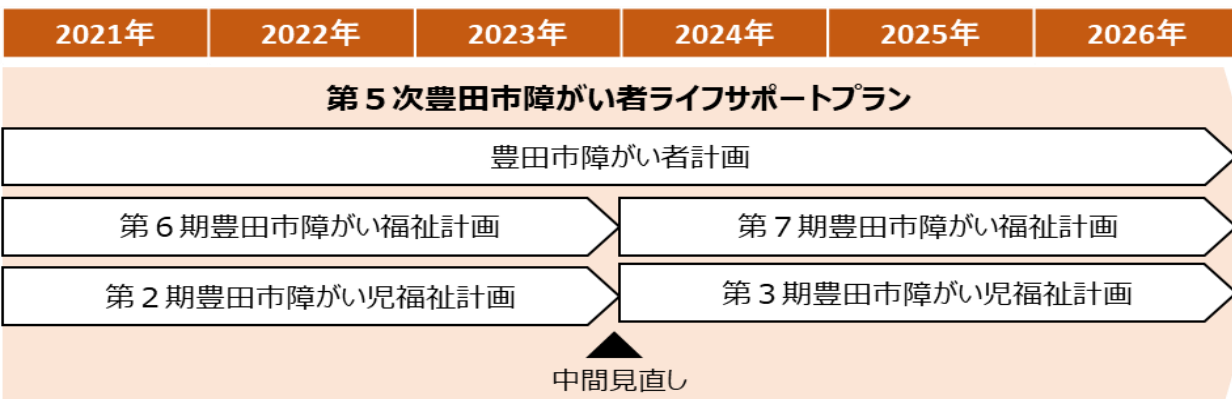 2021年 2022年 2023年 2024年 2025年 2026年
第５次豊田市障がい者ライフサポートプラン
豊田市障がい者計画
第６期豊田市障がい福祉計画 第７期豊田市障がい福祉計画
第２期豊田市障がい児福祉計画 第３期豊田市障がい児福祉計画
中間見直し